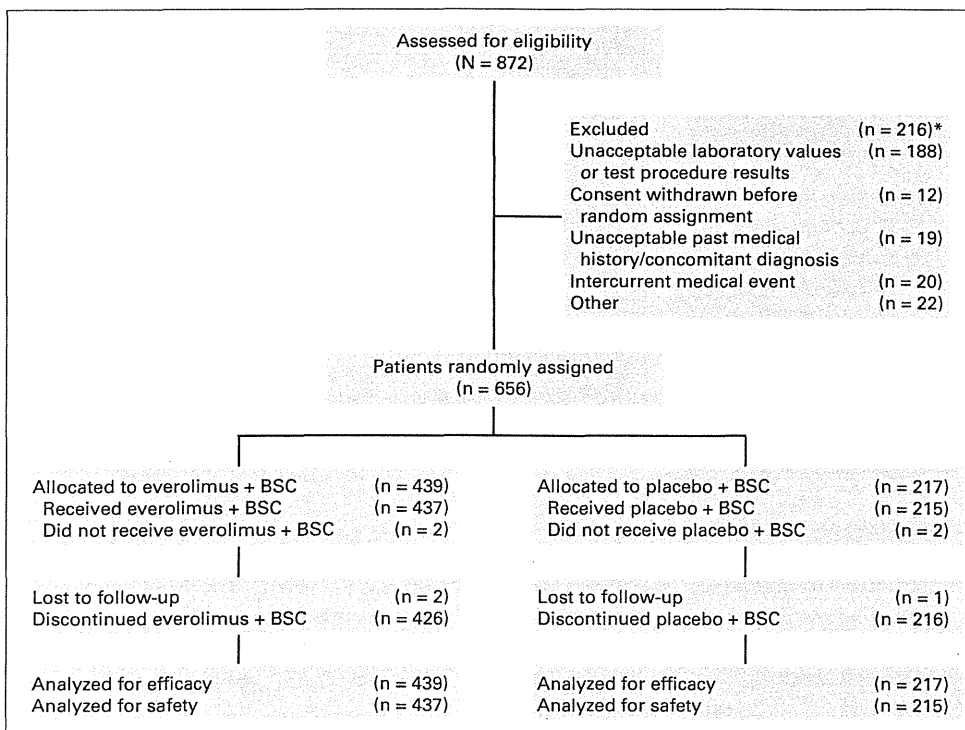 Assessed for eligibility
(N = 872)
Excluded (n = 216)*
Unacceptable laboratory values (n = 188)
or test procedure results
Consent withdrawn before (n = 12)
random assignment
Unacceptable past medical (n = 19)
history/concomitant diagnosis
Intercurrent medical event (n = 20)
Other (n = 22)
Patients randomly assigned
(n = 656)
Allocated to everolimus + BSC (n = 439)
Received everolimus + BSC (n = 437)
Did not receive everolimus + BSC (n = 2)
Allocated to placebo + BSC (n = 217)
Received placebo + BSC (n = 215)
Did not receive placebo + BSC (n = 2)
Lost to follow-up (n = 2)
Discontinued everolimus + BSC (n = 426)
Lost to follow-up (n = 1)
Discontinued placebo + BSC (n = 216)
Analyzed for efficacy (n = 439)
Analyzed for safety (n = 437)
Analyzed for efficacy (n = 217)
Analyzed for safety (n = 215)